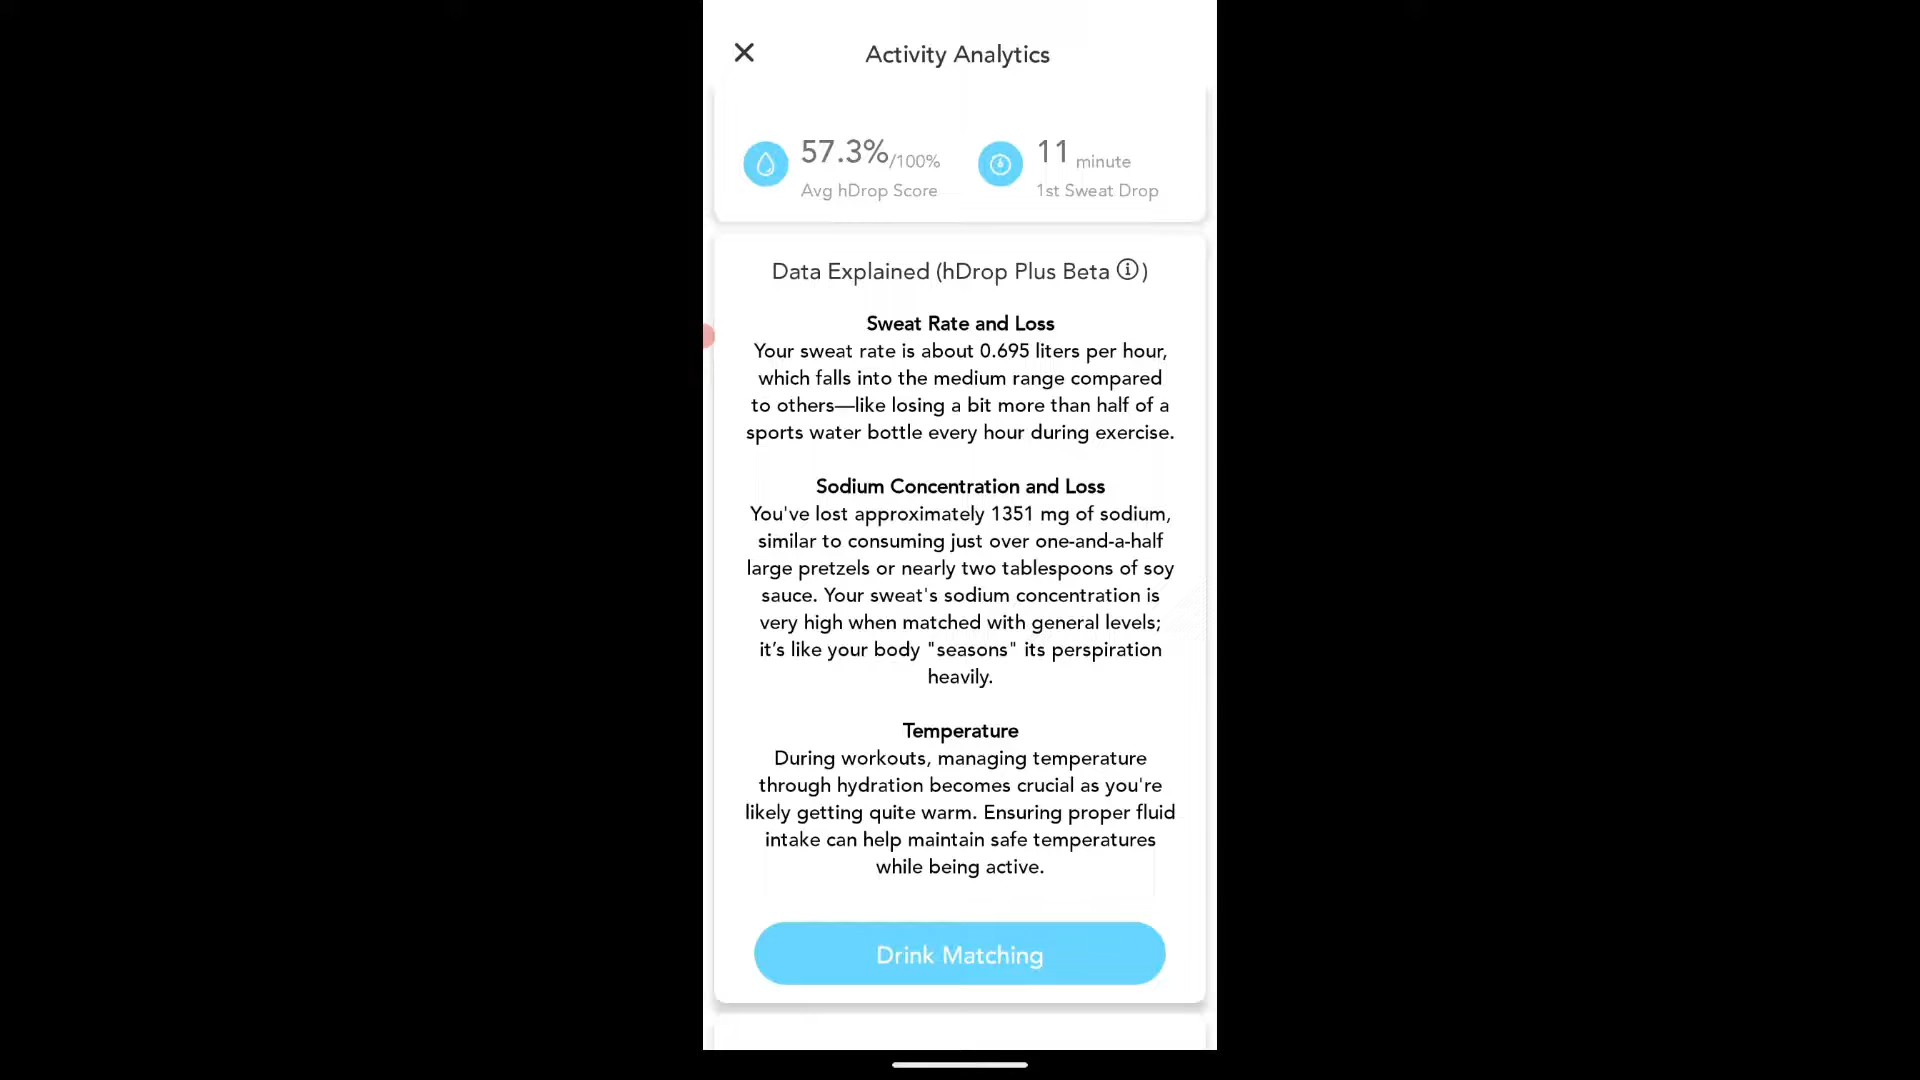 Activity Analytics
57.3%/100%
Avg hDrop Score
11 minute
1st Sweat Drop
Data Explained (hDrop Plus Beta ⓘ)
Sweat Rate and Loss
Your sweat rate is about 0.695 liters per hour,
which falls into the medium range compared
to others—like losing a bit more than half of a
sports water bottle every hour during exercise.
Sodium Concentration and Loss
You've lost approximately 1351 mg of sodium,
similar to consuming just over one-and-a-half
large pretzels or nearly two tablespoons of soy
sauce. Your sweat's sodium concentration is
very high when matched with general levels;
it’s like your body "seasons" its perspiration
heavily.
Temperature
During workouts, managing temperature
through hydration becomes crucial as you're
likely getting quite warm. Ensuring proper fluid
intake can help maintain safe temperatures
while being active.
Drink Matching